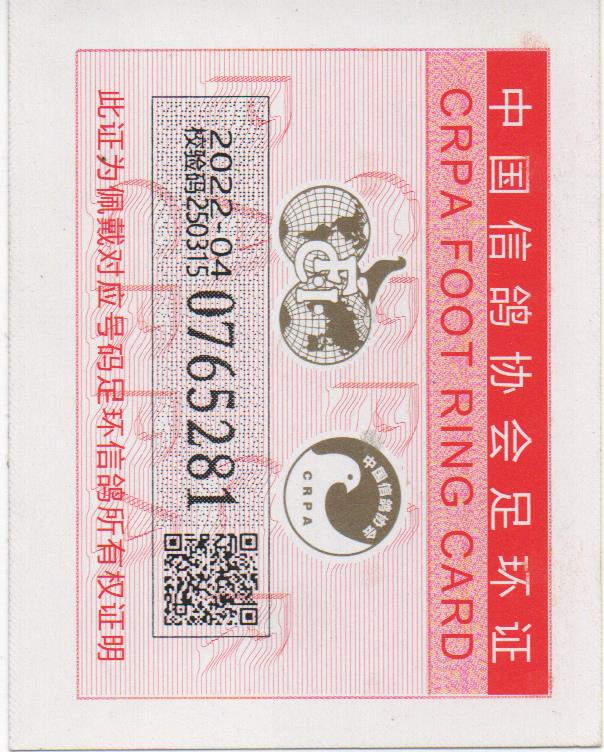 中国信鸽协会足环证
CRPA FOOT RING CARD
FCI
中国信鸽协会
CRPA
2022-04 0765281
校验码250315
此证为佩戴对应号码足环信鸽所有权证明